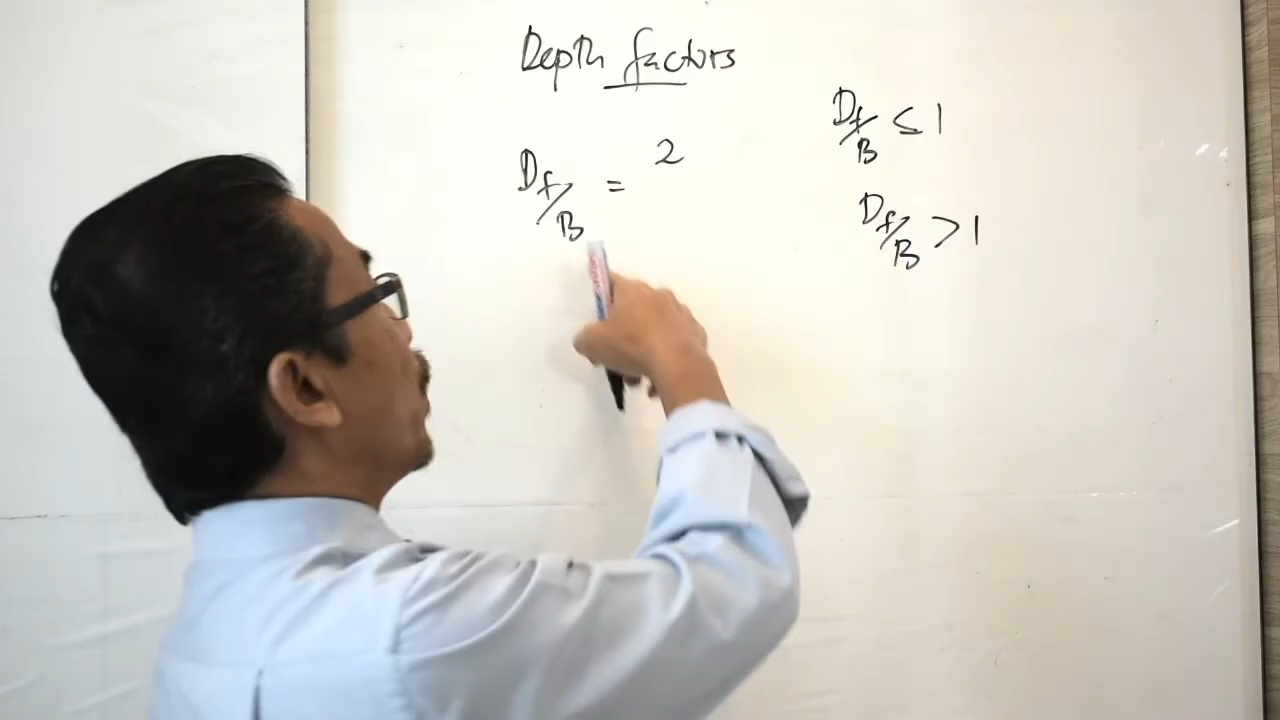 Depth factors
Df/B = 2
Df/B ≤ 1
Df/B > 1